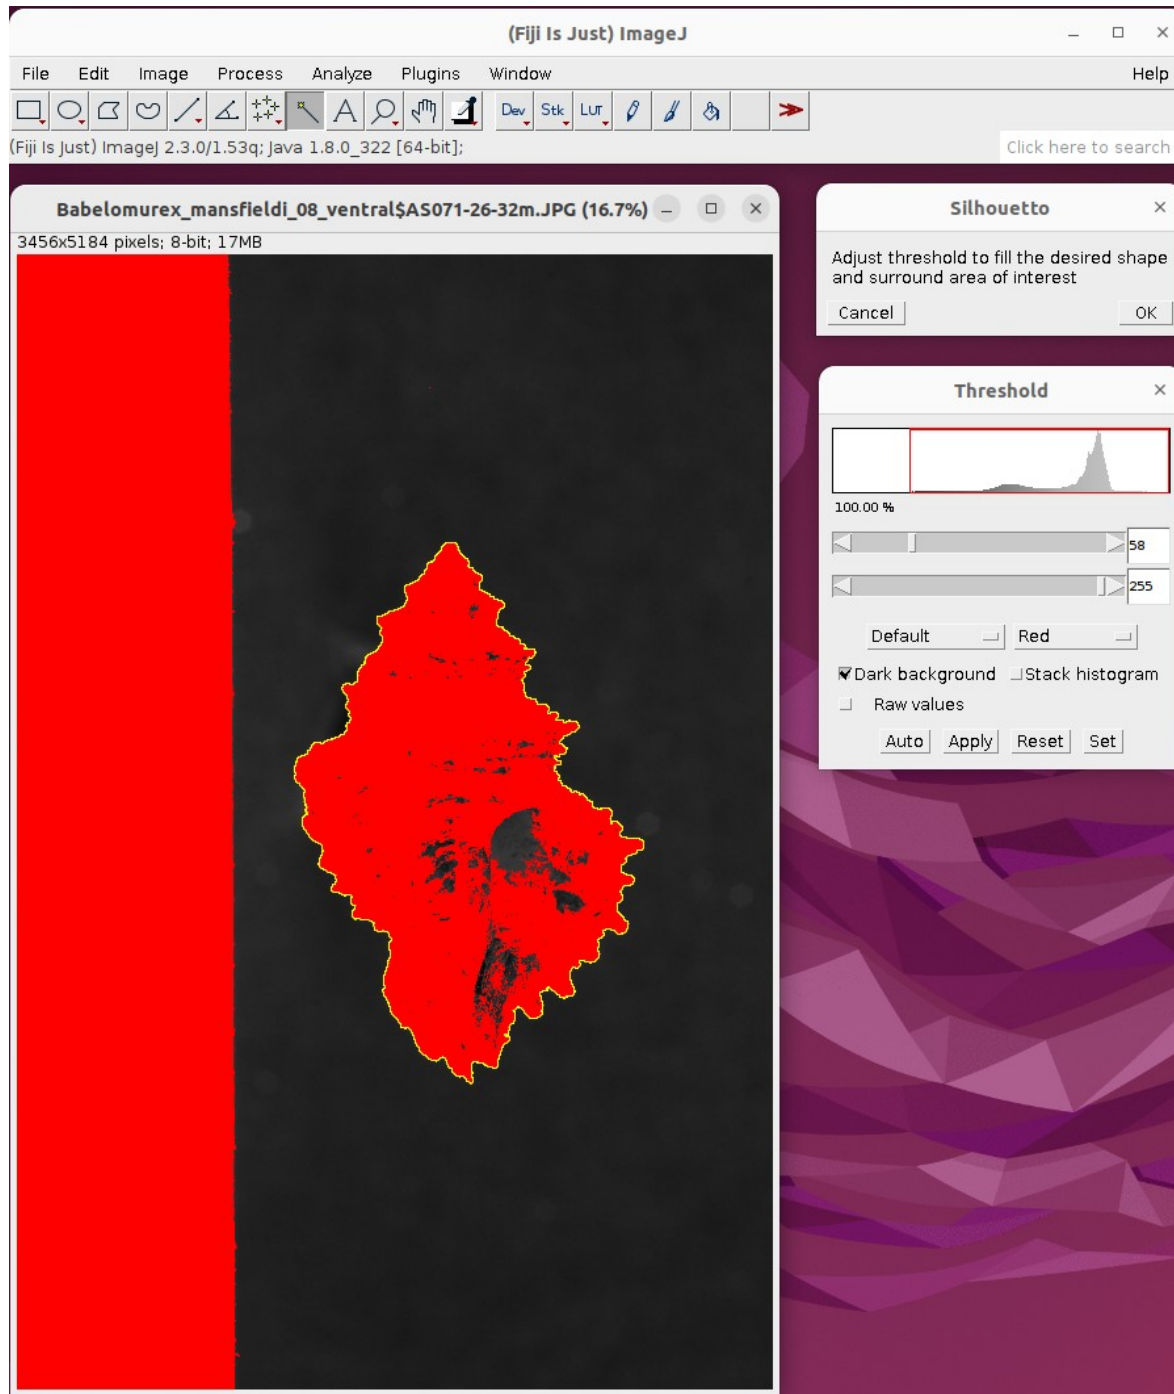 (Fiji Is Just) ImageJ
File Edit Image Process Analyze Plugins Window Help
Dev Stk LUT
(Fiji Is Just) ImageJ 2.3.0/1.53q; Java 1.8.0_322 [64-bit];
Click here to search
Babelomurex_mansfieldi_08_ventral$AS071-26-32m.JPG (16.7%)
3456x5184 pixels; 8-bit; 17MB
Silhouetto
Adjust threshold to fill the desired shape
and surround area of interest
Cancel OK
Threshold
100.00 %
58
255
Default Red
Dark background Stack histogram
Raw values
Auto Apply Reset Set